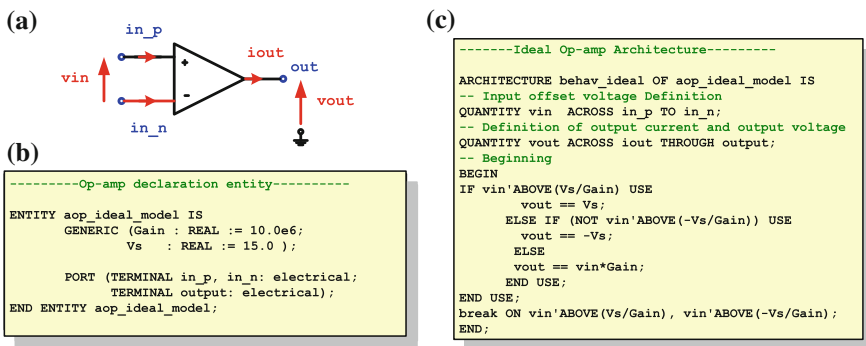 (a)
in_p
iout
out
vin
+
-
vout
in_n
(b)
---------Op-amp declaration entity----------
ENTITY aop_ideal_model IS
GENERIC (Gain : REAL := 10.0e6;
Vs : REAL := 15.0 );
PORT (TERMINAL in_p, in_n: electrical;
TERMINAL output: electrical);
END ENTITY aop_ideal_model;
(c)
-------Ideal Op-amp Architecture---------
ARCHITECTURE behav_ideal OF aop_ideal_model IS
-- Input offset voltage Definition
QUANTITY vin ACROSS in_p TO in_n;
-- Definition of output current and output voltage
QUANTITY vout ACROSS iout THROUGH output;
-- Beginning
BEGIN
IF vin'ABOVE(Vs/Gain) USE
vout == Vs;
ELSE IF (NOT vin'ABOVE(-Vs/Gain)) USE
vout == -Vs;
ELSE
vout == vin*Gain;
END USE;
END USE;
break ON vin'ABOVE(Vs/Gain), vin'ABOVE(-Vs/Gain);
END;